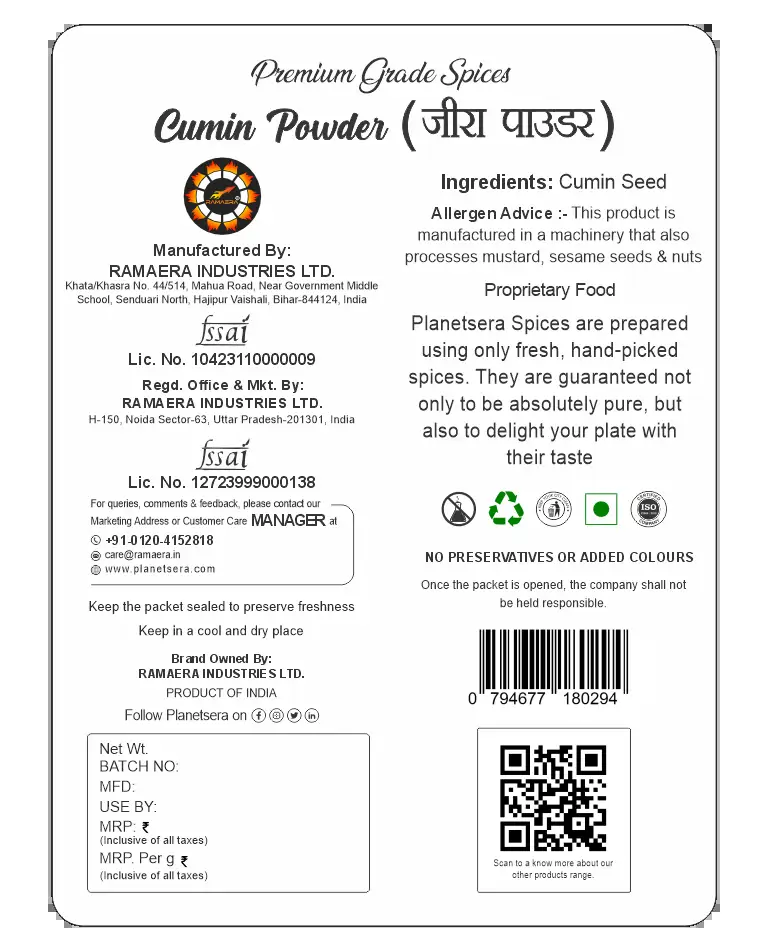 Premium Grade Spices
Cumin Powder (जीरा पाउडर)
RAMAERA
Manufactured By:
RAMAERA INDUSTRIES LTD.
Khata/Khasra No. 44/514, Mahua Road, Near Government Middle
School, Senduari North, Hajipur Vaishali, Bihar-844124, India
fssai
Lic. No. 10423110000009
Regd. Office & Mkt. By:
RAMAERA INDUSTRIES LTD.
H-150, Noida Sector-63, Uttar Pradesh-201301, India
fssai
Lic. No. 12723999000138
For queries, comments & feedback, please contact our
Marketing Address or Customer Care MANAGER at
+91-0120-4152818
care@ramaera.in
www.planetsera.com
Keep the packet sealed to preserve freshness
Keep in a cool and dry place
Brand Owned By:
RAMAERA INDUSTRIES LTD.
PRODUCT OF INDIA
Follow Planetsera on
Net Wt.
BATCH NO:
MFD:
USE BY:
MRP: ₹
(Inclusive of all taxes)
MRP. Per g ₹
(Inclusive of all taxes)
Ingredients: Cumin Seed
Allergen Advice :- This product is
manufactured in a machinery that also
processes mustard, sesame seeds & nuts
Proprietary Food
Planetsera Spices are prepared
using only fresh, hand-picked
spices. They are guaranteed not
only to be absolutely pure, but
also to delight your plate with
their taste
CERTIFIED
ISO
COMPANY
NO PRESERVATIVES OR ADDED COLOURS
Once the packet is opened, the company shall not
be held responsible.
0 794677 180294
Scan to a know more about our
other products range.